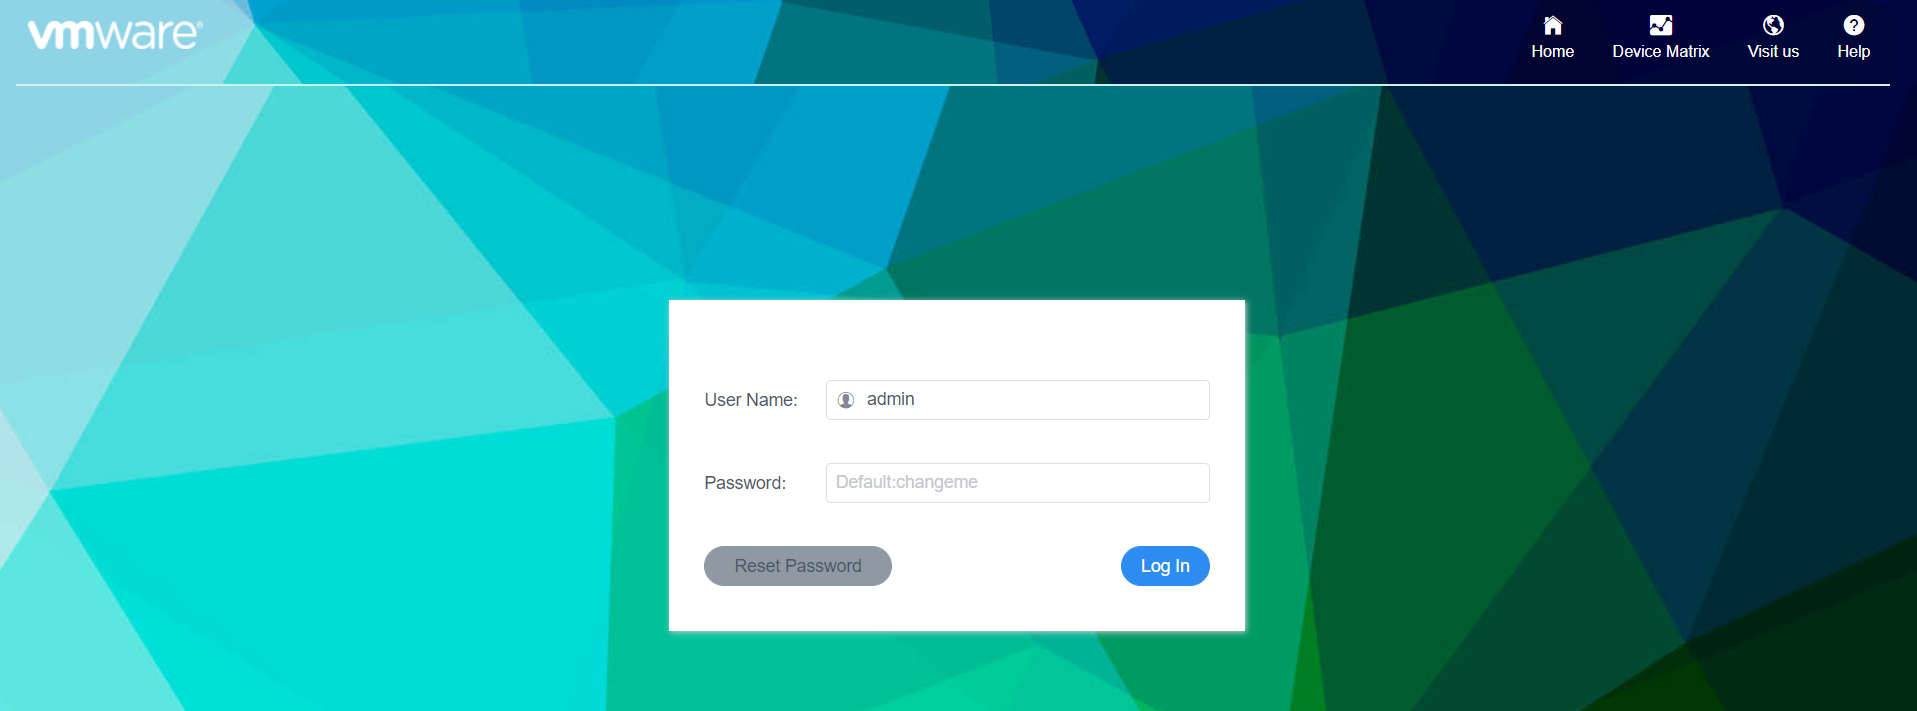 vmware®
Home
Device Matrix
Visit us
Help
User Name:
admin
Password:
Default:changeme
Reset Password
Log In